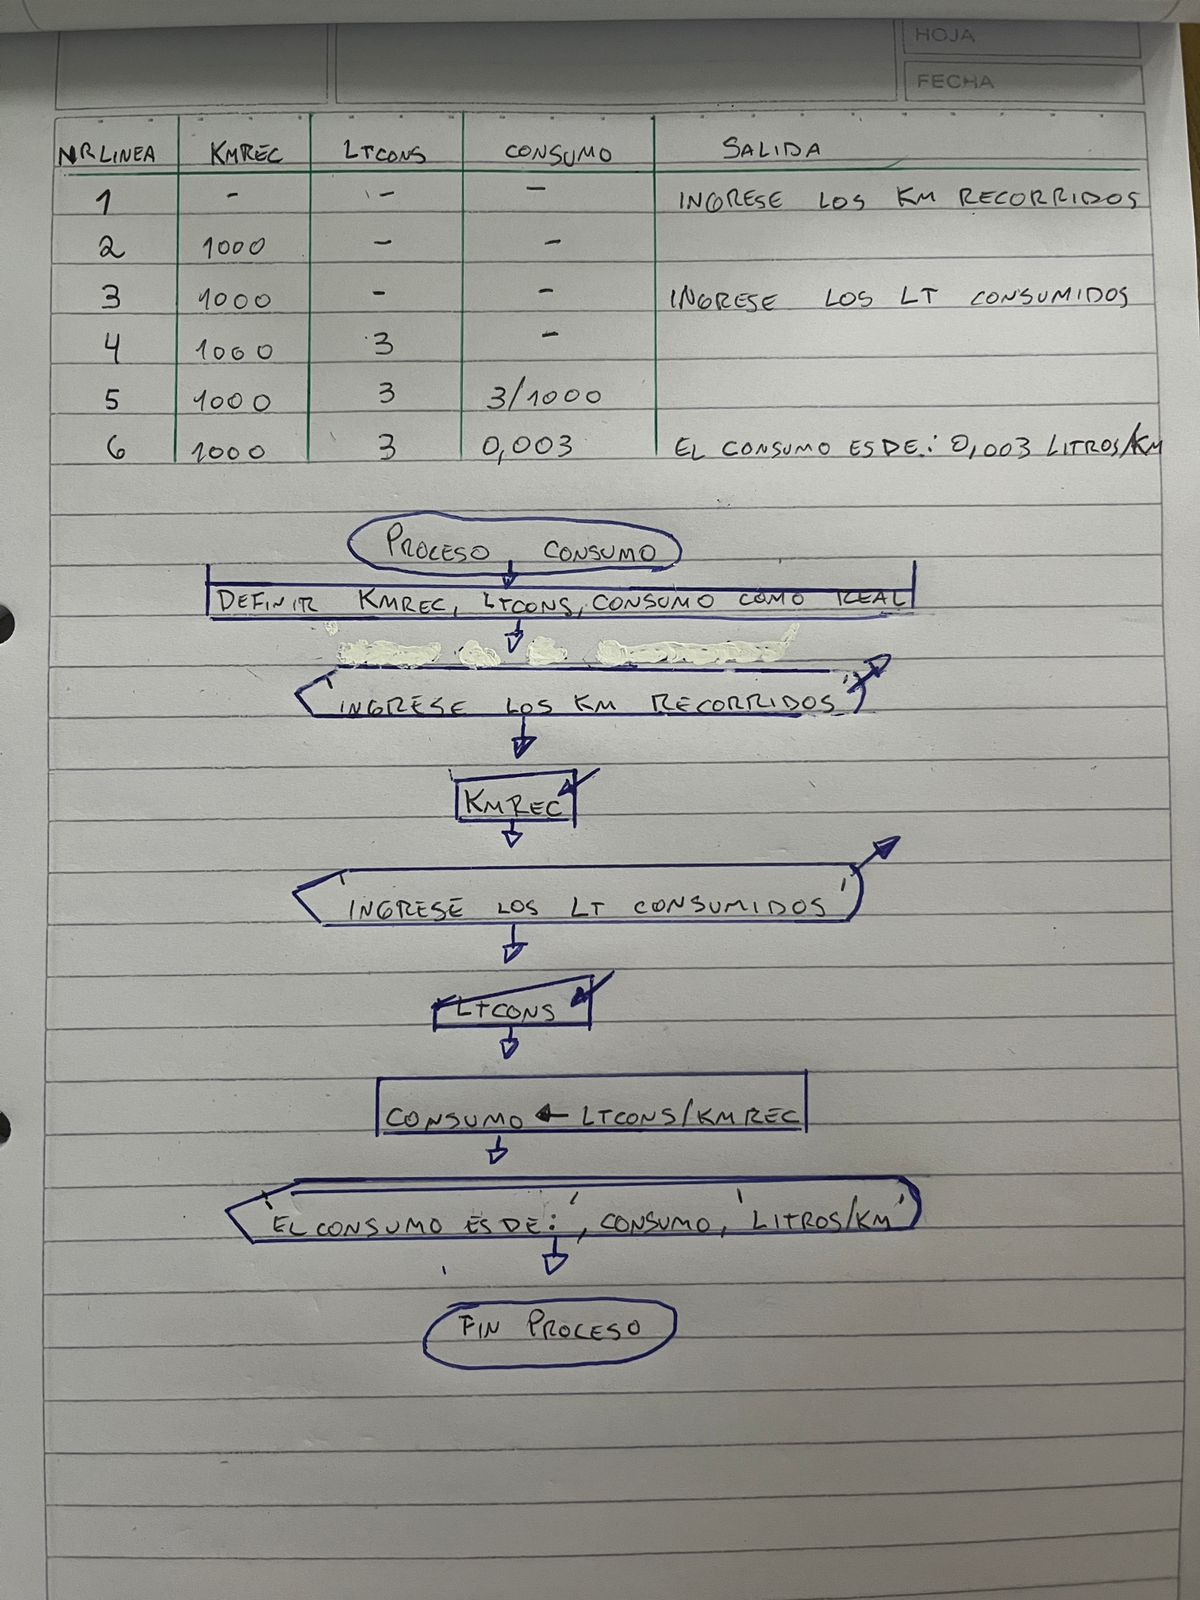 HOJA
FECHA
NR LINEA KMREC LTCONS CONSUMO SALIDA
1 - - - INGRESE LOS KM RECORRIDOS
2 1000 - -
3 1000 - - INGRESE LOS LT CONSUMIDOS
4 1000 3 -
5 1000 3 3/1000
6 1000 3 0,003 EL CONSUMO ES DE: 0,003 LITROS/KM
PROCESO CONSUMO
DEFINIR KMREC, LTCONS, CONSUMO COMO REAL
'INGRESE LOS KM RECORRIDOS'
KMREC
'INGRESE LOS LT CONSUMIDOS'
LTCONS
CONSUMO ← LTCONS/KMREC
'EL CONSUMO ES DE:', CONSUMO, 'LITROS/KM'
FIN PROCESO